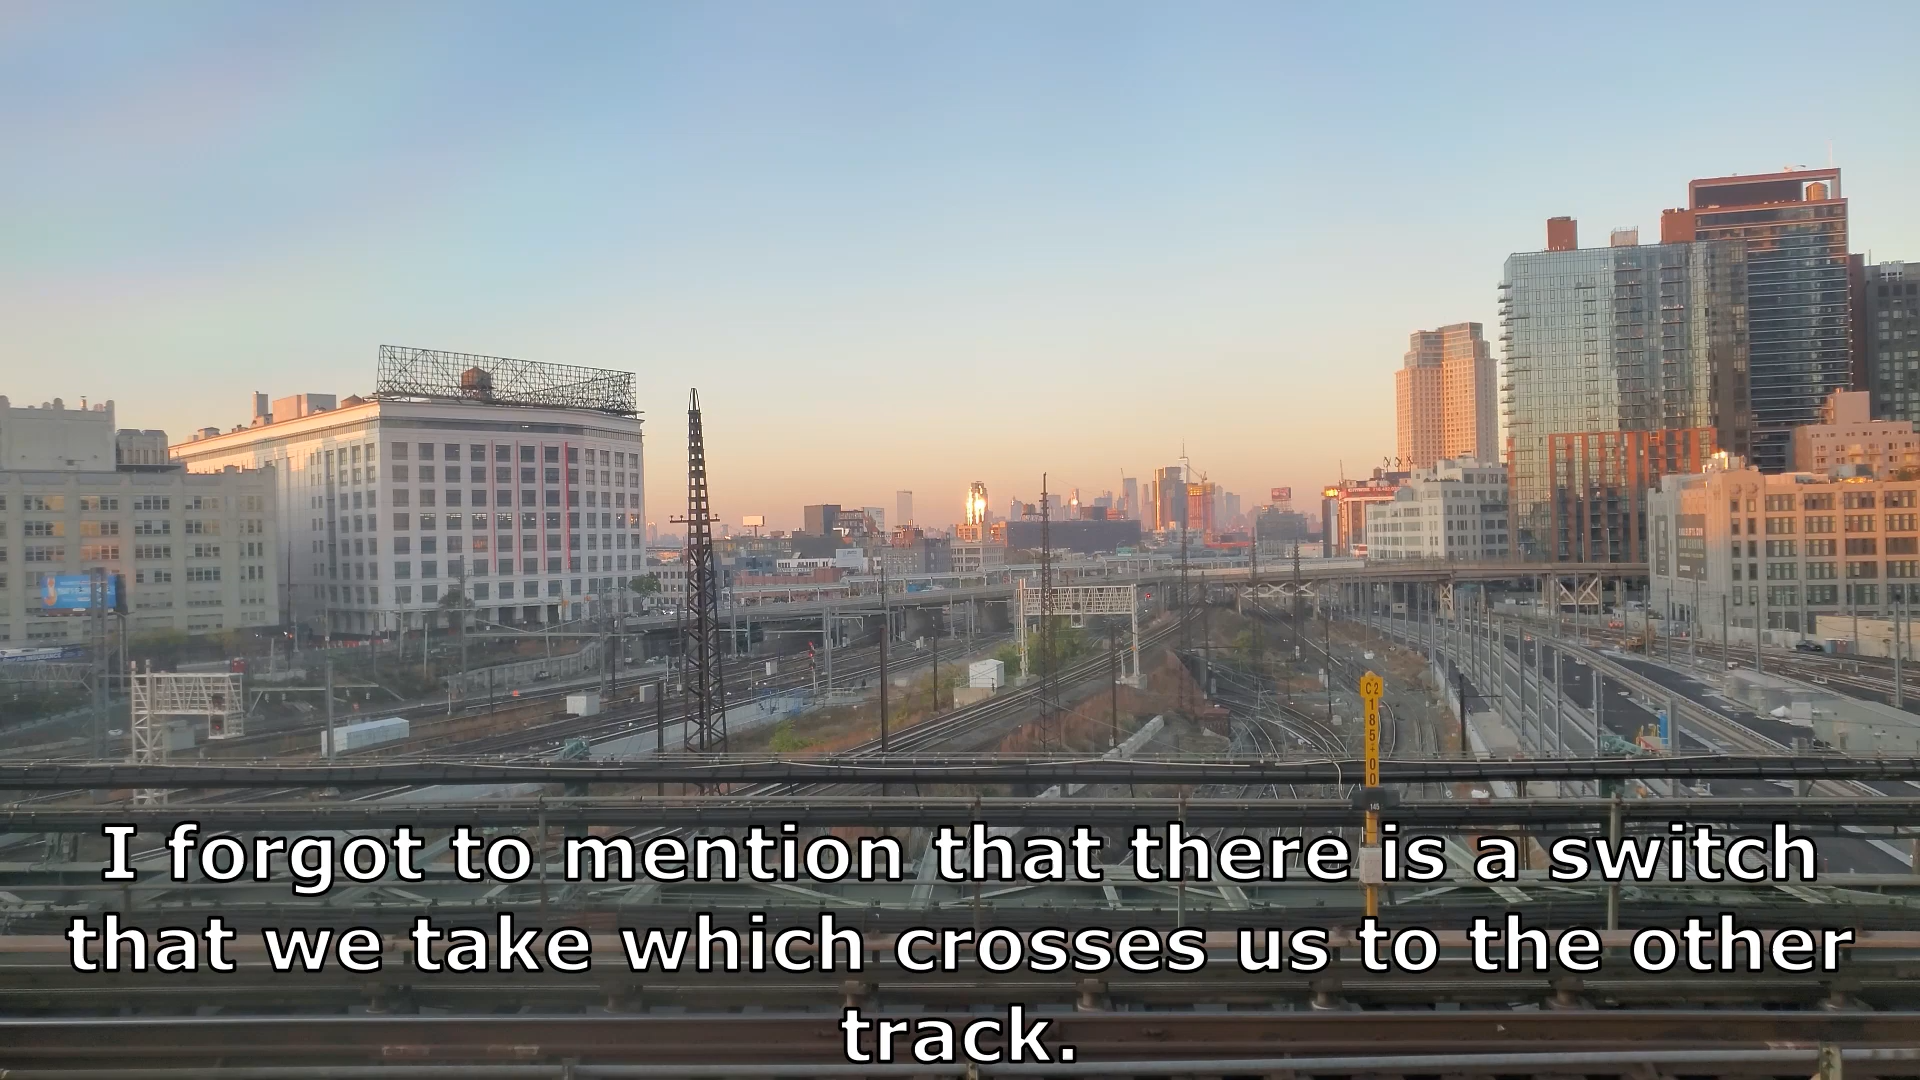 C2
185+00
145
I forgot to mention that there is a switch
that we take which crosses us to the other
track.